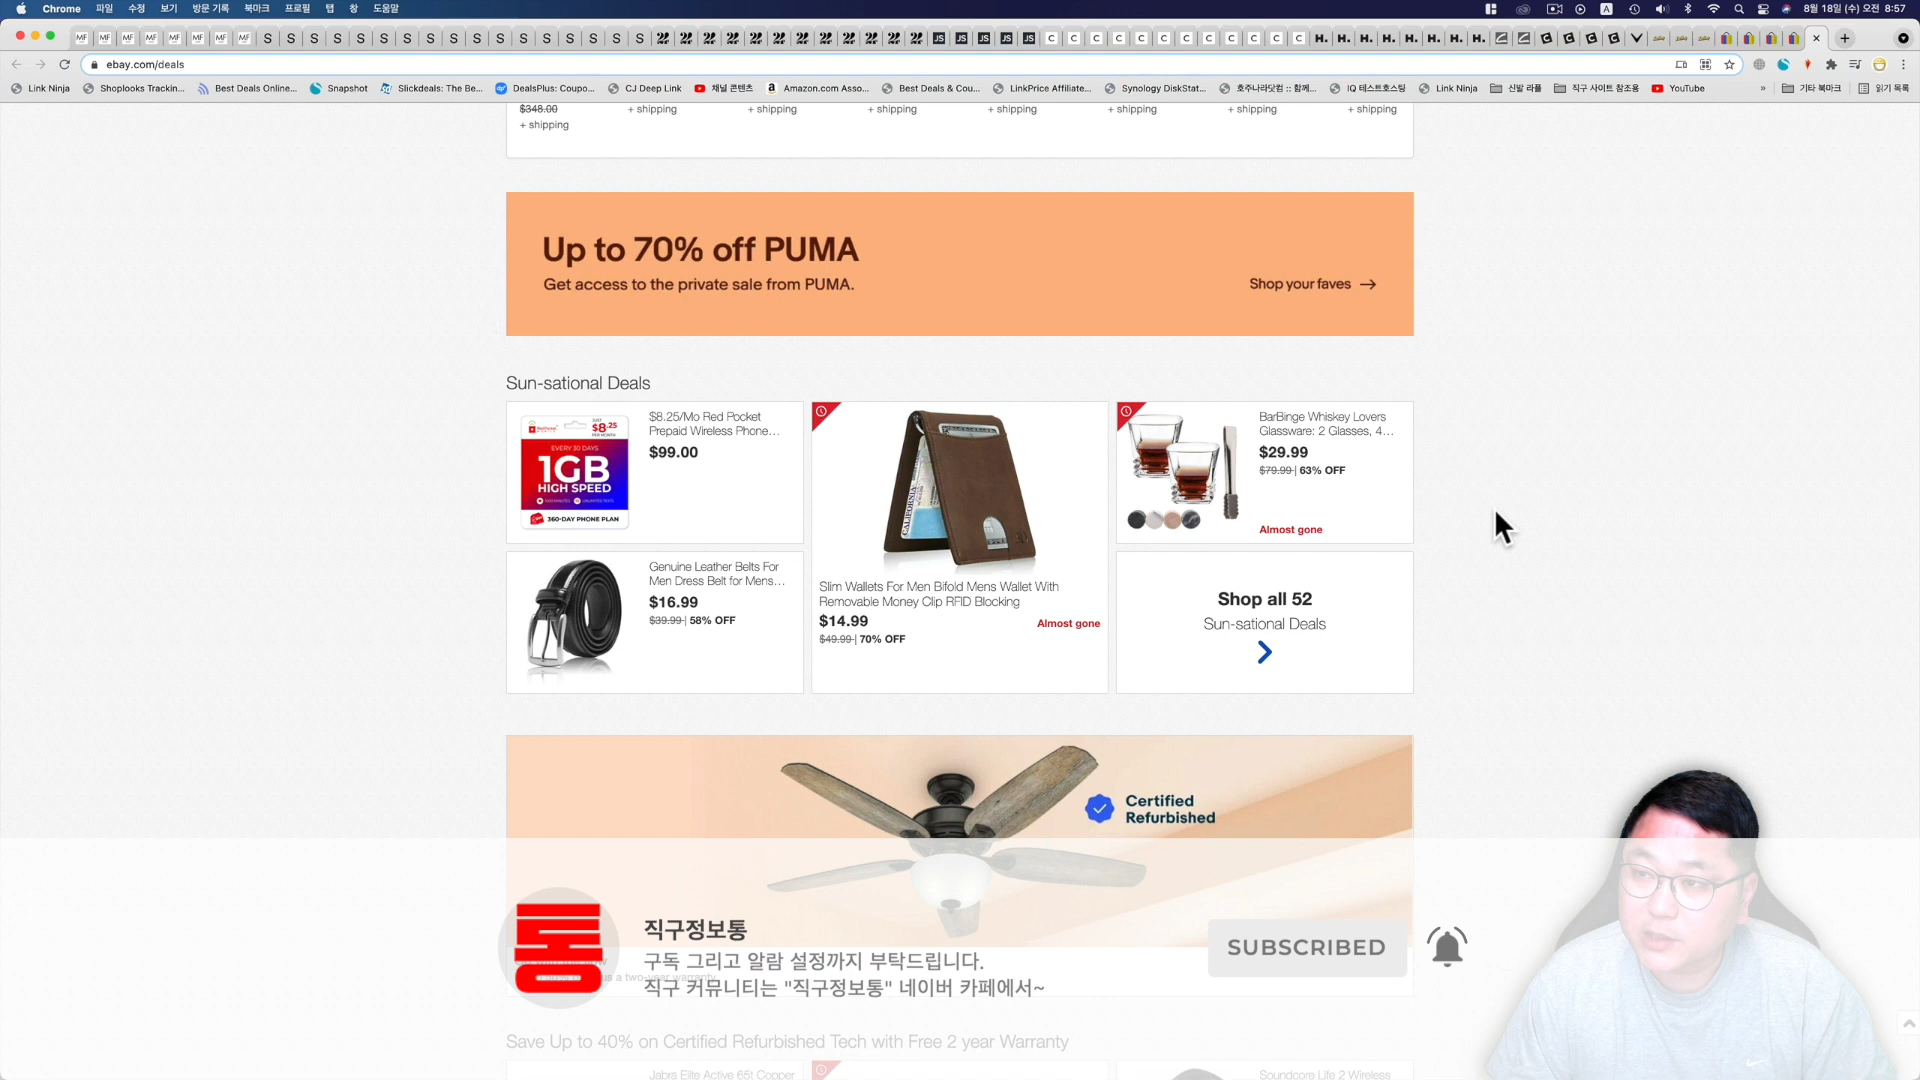 Chrome 파일 수정 보기 방문 기록 북마크 프로필 탭 창 도움말
8월 18일 (수) 오전 8:57
ebay.com/deals
Link Ninja Shoplooks Trackin... Best Deals Online... Snapshot Slickdeals: The Be... DealsPlus: Coupo... CJ Deep Link 채널 콘텐츠 Amazon.com Asso... Best Deals & Cou... LinkPrice Affiliate... Synology DiskStat... 호주나라닷컴 :: 함께... IQ 테스트호스팅 Link Ninja 신발 라플 직구 사이트 참조용 YouTube » 기타 북마크 읽기 목록
$348.00 + shipping + shipping + shipping + shipping + shipping + shipping + shipping
+ shipping
Up to 70% off PUMA
Get access to the private sale from PUMA.
Shop your faves →
Sun-sational Deals
JUST
$8.25
PER MONTH
EVERY 30 DAYS
1GB
HIGH SPEED
360-DAY PHONE PLAN
$8.25/Mo Red Pocket
Prepaid Wireless Phone...
$99.00
Genuine Leather Belts For
Men Dress Belt for Mens...
$16.99
$39.99 | 58% OFF
CALIFORNIA
Slim Wallets For Men Bifold Mens Wallet With
Removable Money Clip RFID Blocking
$14.99
Almost gone
$49.99 | 70% OFF
BarBinge Whiskey Lovers
Glassware: 2 Glasses, 4...
$29.99
$79.99 | 63% OFF
Almost gone
Shop all 52
Sun-sational Deals
Certified
Refurbished
통
직구정보통
구독 그리고 알람 설정까지 부탁드립니다.
us a two-year warranty
직구 커뮤니티는 "직구정보통" 네이버 카페에서~
SUBSCRIBED
Save Up to 40% on Certified Refurbished Tech with Free 2 year Warranty
Jabra Elite Active 65t Copper
Soundcore Life 2 Wireless